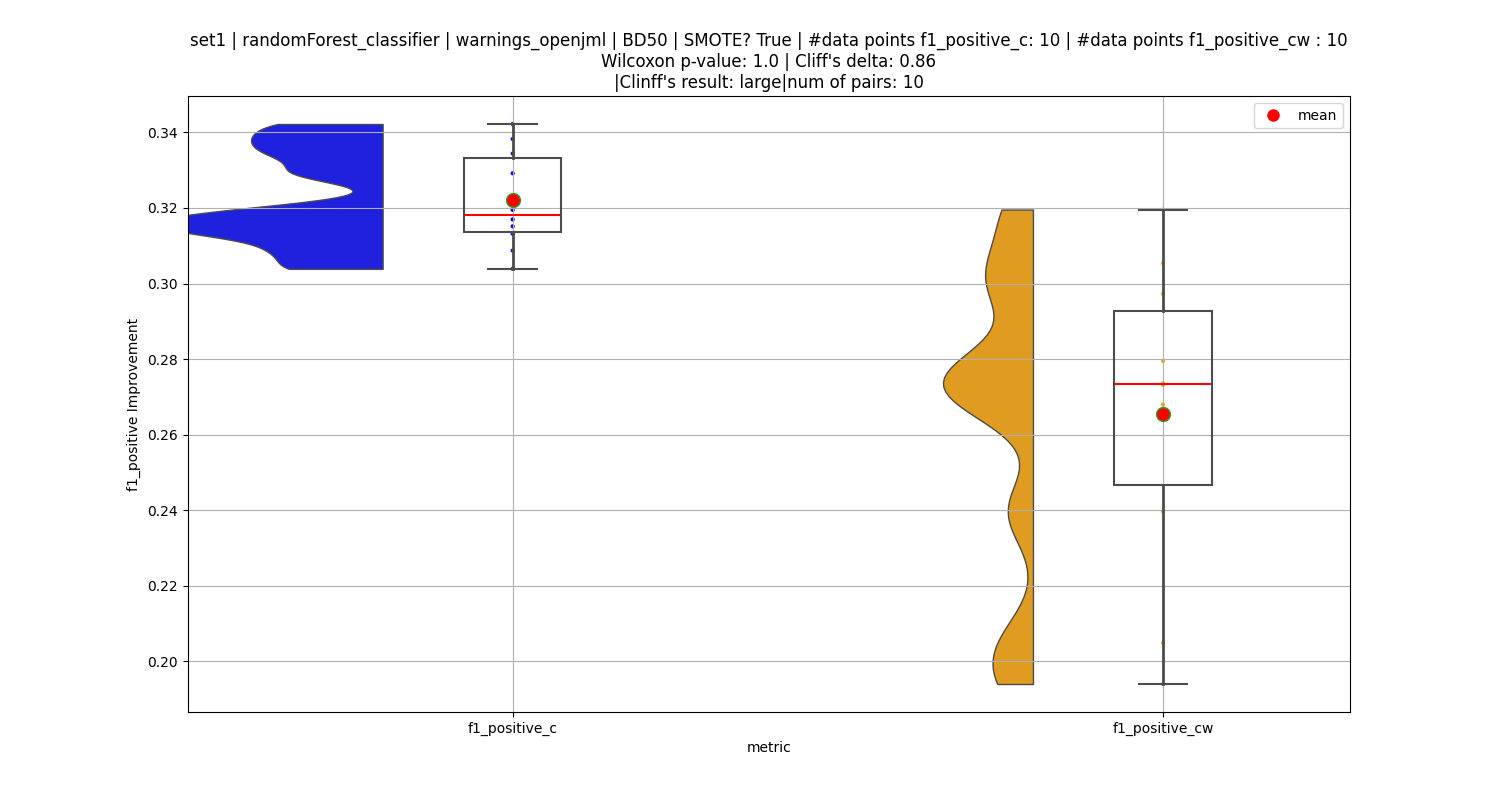 set1 | randomForest_classifier | warnings_openjml | BD50 | SMOTE? True | #data points f1_positive_c: 10 | #data points f1_positive_cw : 10
Wilcoxon p-value: 1.0 | Cliff's delta: 0.86
|Clinff's result: large|num of pairs: 10
mean
0.34
0.32
0.30
0.28
0.26
0.24
0.22
0.20
f1_positive Improvement
f1_positive_c
f1_positive_cw
metric